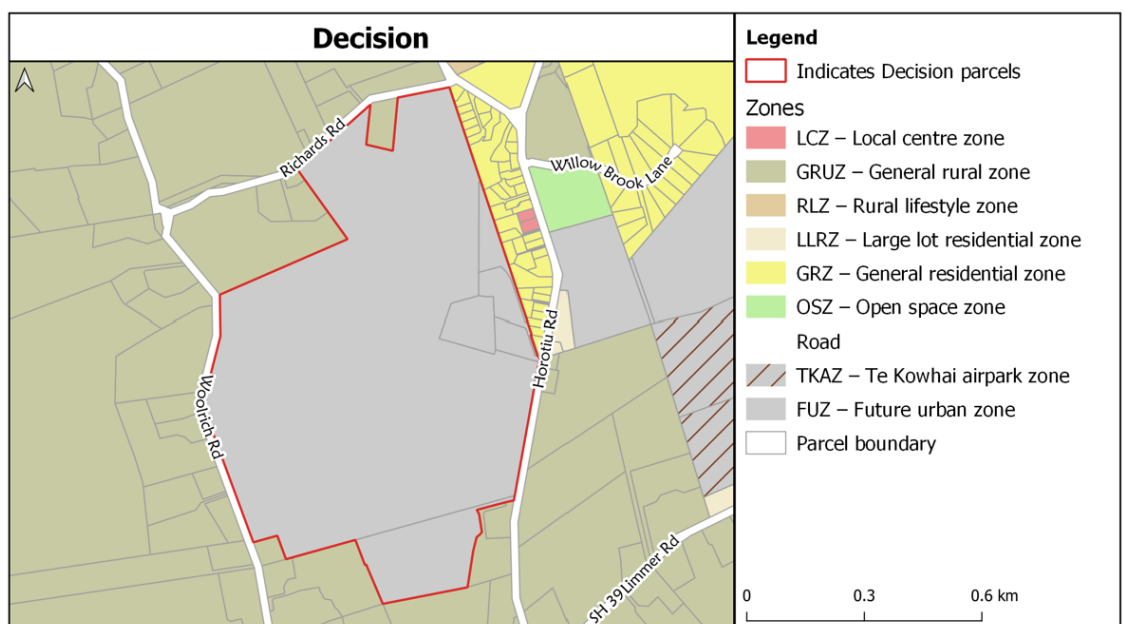 Decision
Richards Rd
Willow Brook Lane
Horotiu Rd
Woolrich Rd
SH 39 Limmer Rd
Legend
Indicates Decision parcels
Zones
LCZ – Local centre zone
GRUZ – General rural zone
RLZ – Rural lifestyle zone
LLRZ – Large lot residential zone
GRZ – General residential zone
OSZ – Open space zone
Road
TKAZ – Te Kowhai airpark zone
FUZ – Future urban zone
Parcel boundary
0 0.3 0.6 km